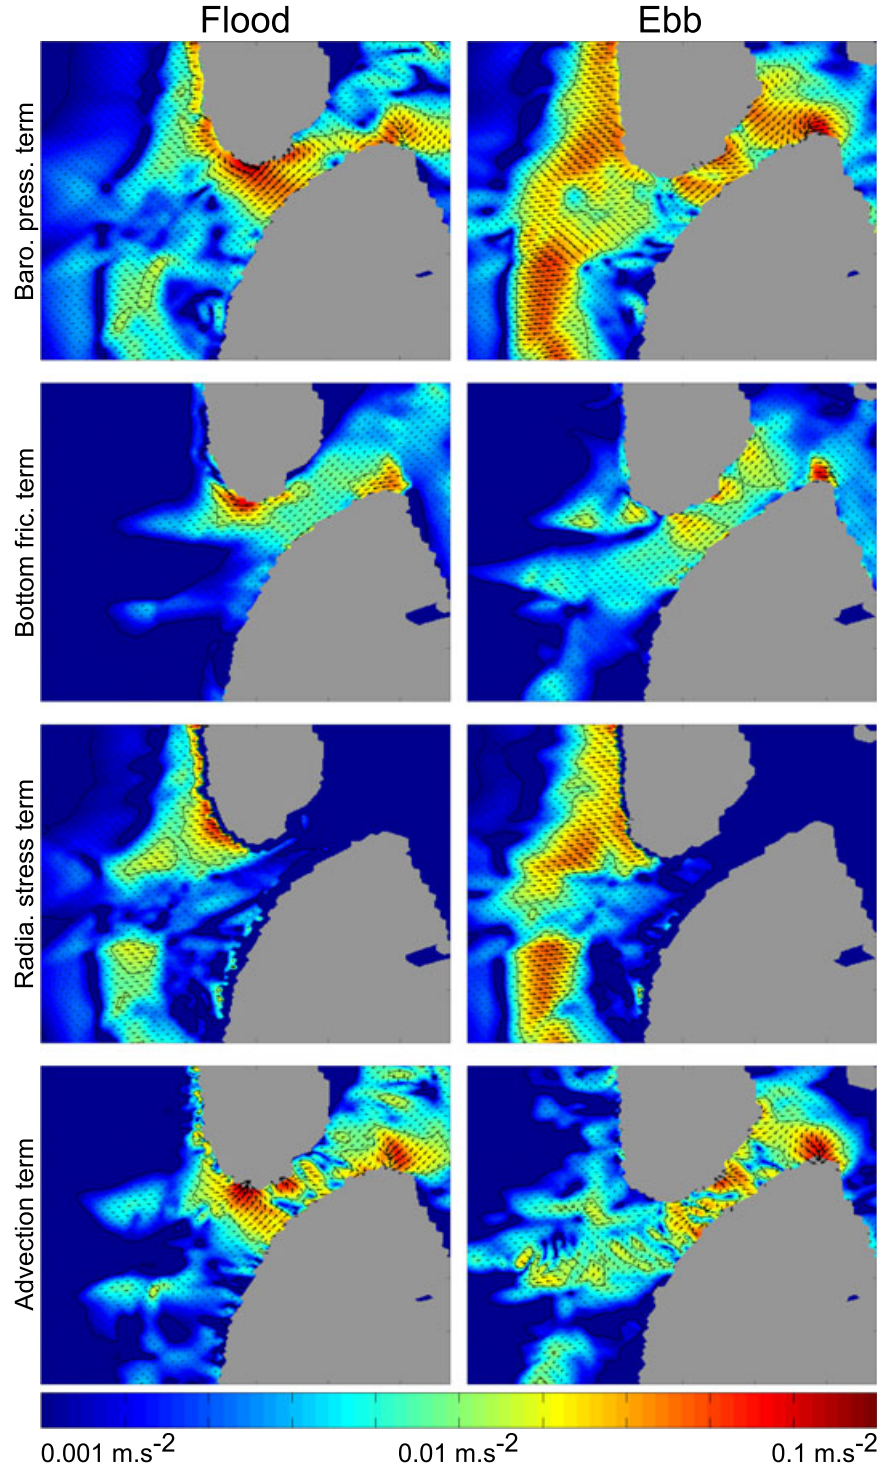 Flood Ebb
Baro. press. term
Bottom fric. term
Radia. stress term
Advection term
0.001 m.s-2 0.01 m.s-2 0.1 m.s-2